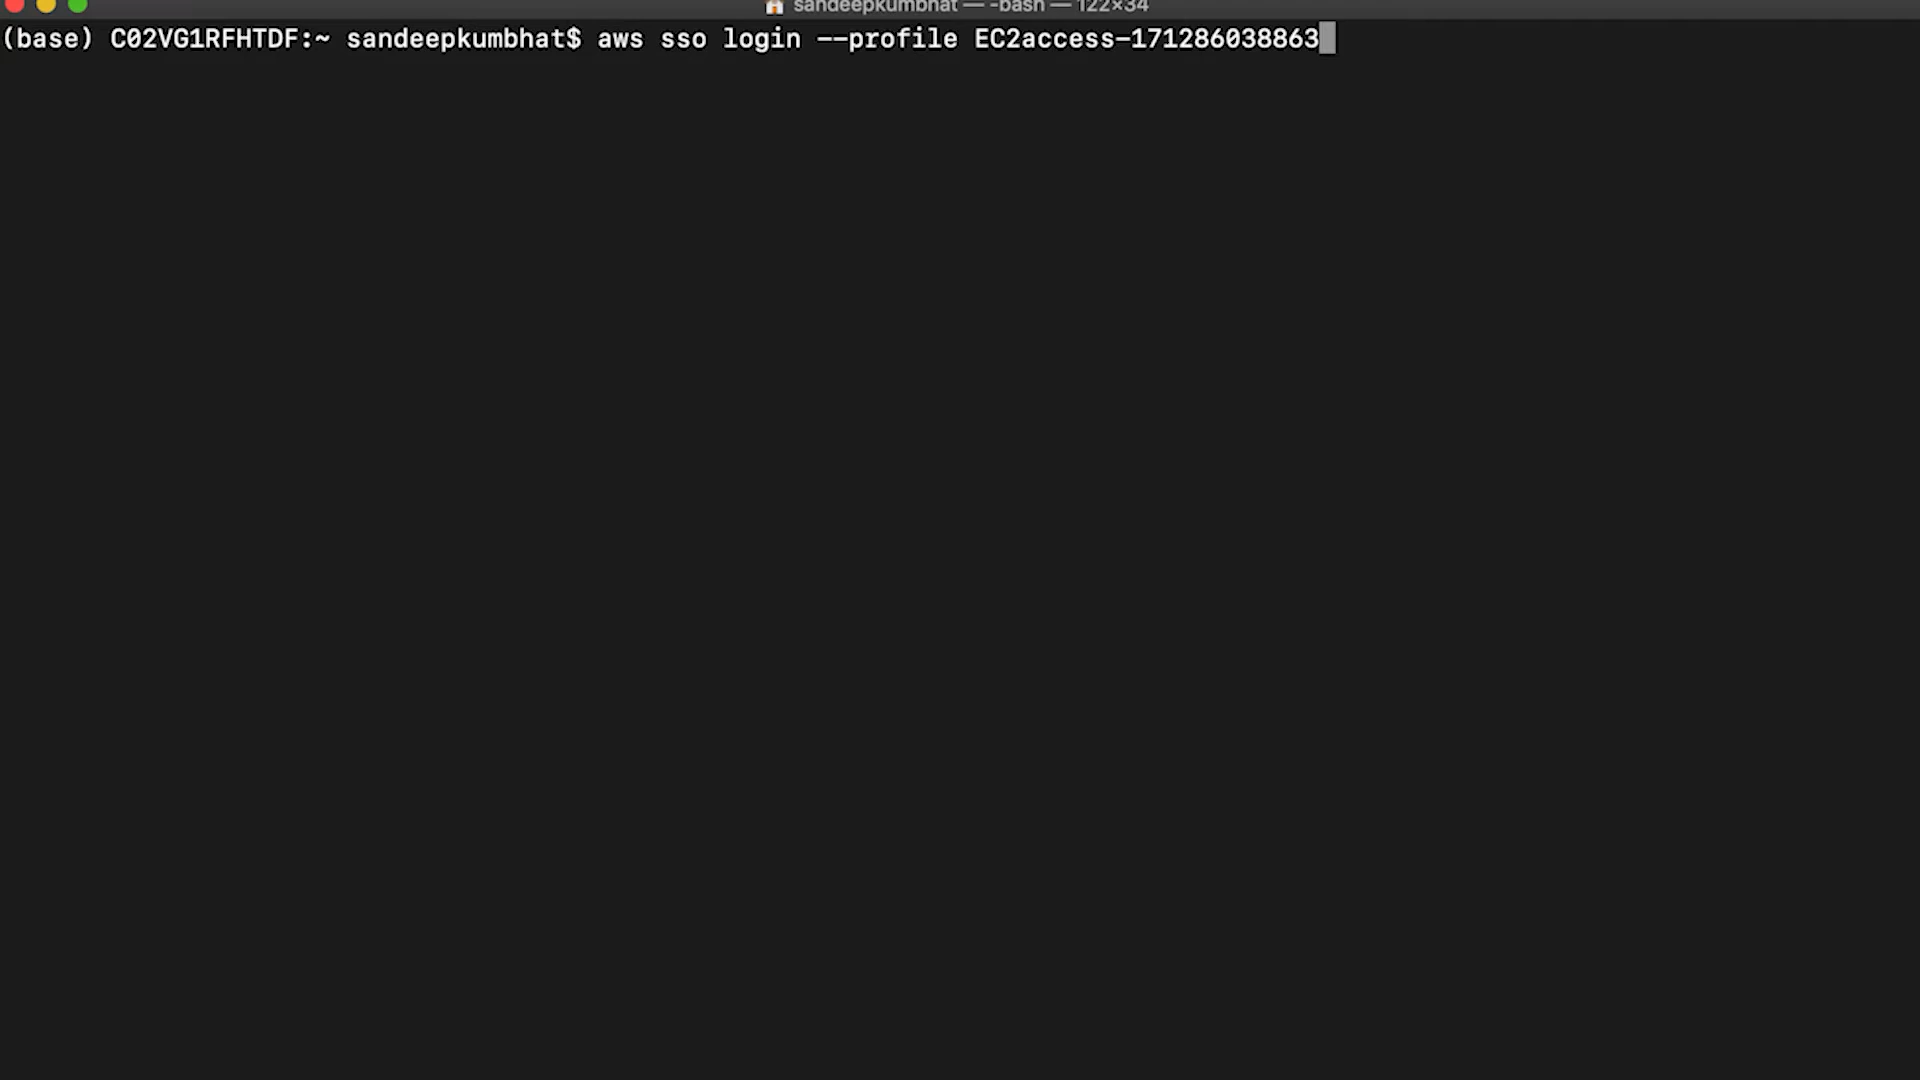 sandeepkumbhat — -bash — 122×34
(base) C02VG1RFHTDF:~ sandeepkumbhat$ aws sso login --profile EC2access-171286038863